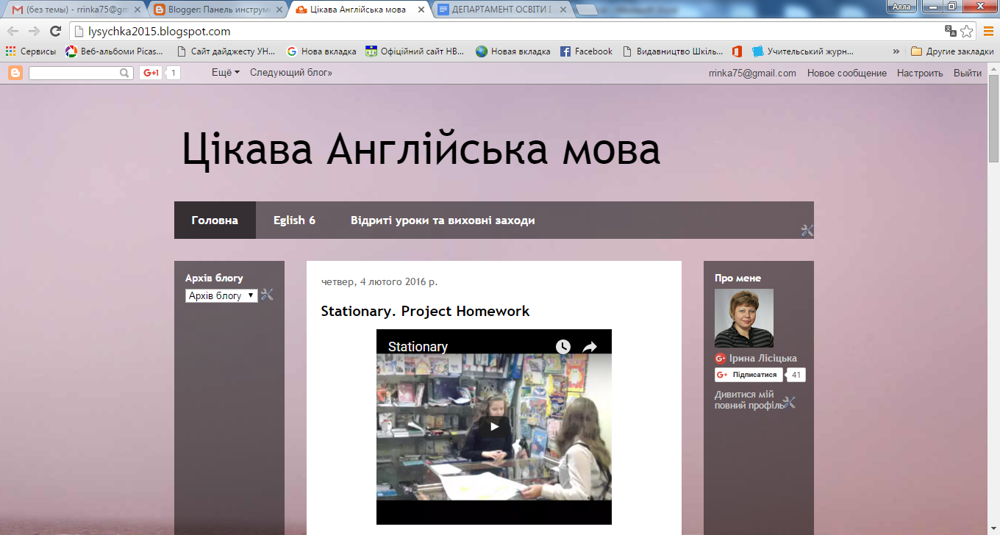 (без темы) - rrinka75@gm
Blogger: Панель инструме
Цікава Англійська мова
ДЕПАРТАМЕНТ ОСВІТИ І
Алла
lysychka2015.blogspot.com
Сервисы
Веб-альбоми Picas...
Сайт дайджесту УН...
Нова вкладка
Офіційний сайт НВ...
Новая вкладка
Facebook
Видавництво Шкіль...
Учительський журн...
»
Другие закладки
G+1
1
Ещё
Следующий блог»
rrinka75@gmail.com
Новое сообщение
Настроить
Выйти
Цікава Англійська мова
Головна
Eglish 6
Відриті уроки та виховні заходи
Архів блогу
Архів блогу
четвер, 4 лютого 2016 р.
Stationary. Project Homework
Stationary
Про мене
Ірина Лісіцька
G+ Підписатися
41
Дивитися мій
повний профіль